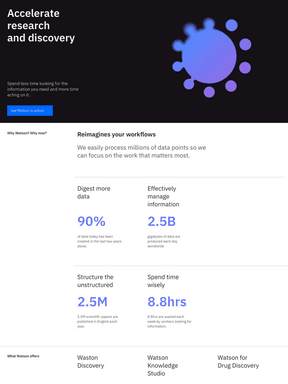 Accelerate
research
and discovery
Spend less time looking for the
information you need and more time
acting on it.
See Watson in action
Why Watson? Why now?
Reimagines your workflows
We easily process millions of data points so we
can focus on the work that matters most.
Digest more
data
Effectively
manage
information
90%
2.5B
of data today has been
created in the last two years
alone.
gigabytes of data are
produced each day
worldwide.
Structure the
unstructured
Spend time
wisely
2.5M
8.8hrs
2.5M scientific papers are
published in English each
year.
8.8hrs are wasted each
week by workers looking for
information.
What Watson offers
Waston
Discovery
Watson
Knowledge
Studio
Watson for
Drug Discovery